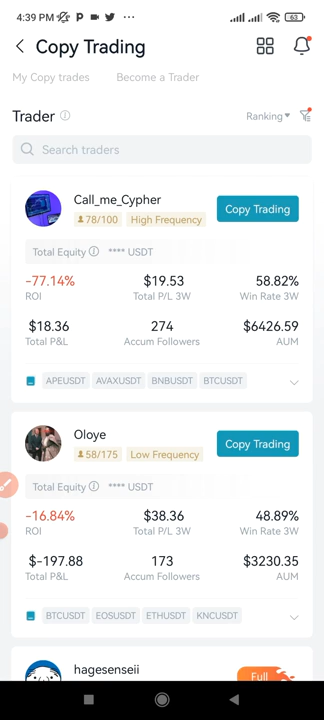 4:39 PM
63
Copy Trading
My Copy trades Become a Trader
Trader Ranking
Search traders
Call_me_Cypher
78/100 High Frequency
Copy Trading
Total Equity **** USDT
-77.14% $19.53 58.82%
ROI Total P/L 3W Win Rate 3W
$18.36 274 $6426.59
Total P&L Accum Followers AUM
APEUSDT AVAXUSDT BNBUSDT BTCUSDT
Oloye
58/175 Low Frequency
Copy Trading
Total Equity **** USDT
-16.84% $38.36 48.89%
ROI Total P/L 3W Win Rate 3W
$-197.88 173 $3230.35
Total P&L Accum Followers AUM
BTCUSDT EOSUSDT ETHUSDT KNCUSDT
hagesenseii
Full